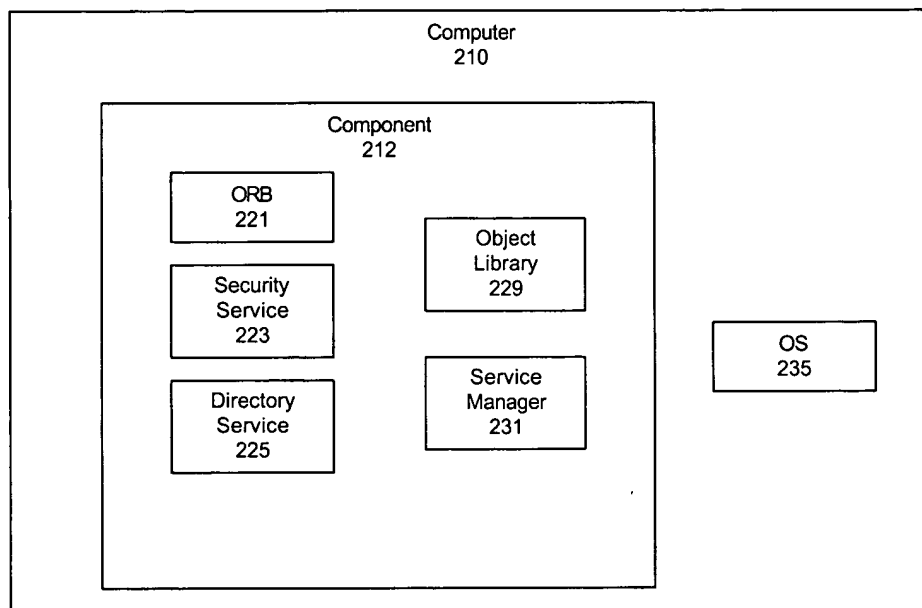 Computer
210
Component
212
ORB
221
Security
Service
223
Directory
Service
225
Object
Library
229
Service
Manager
231
OS
235